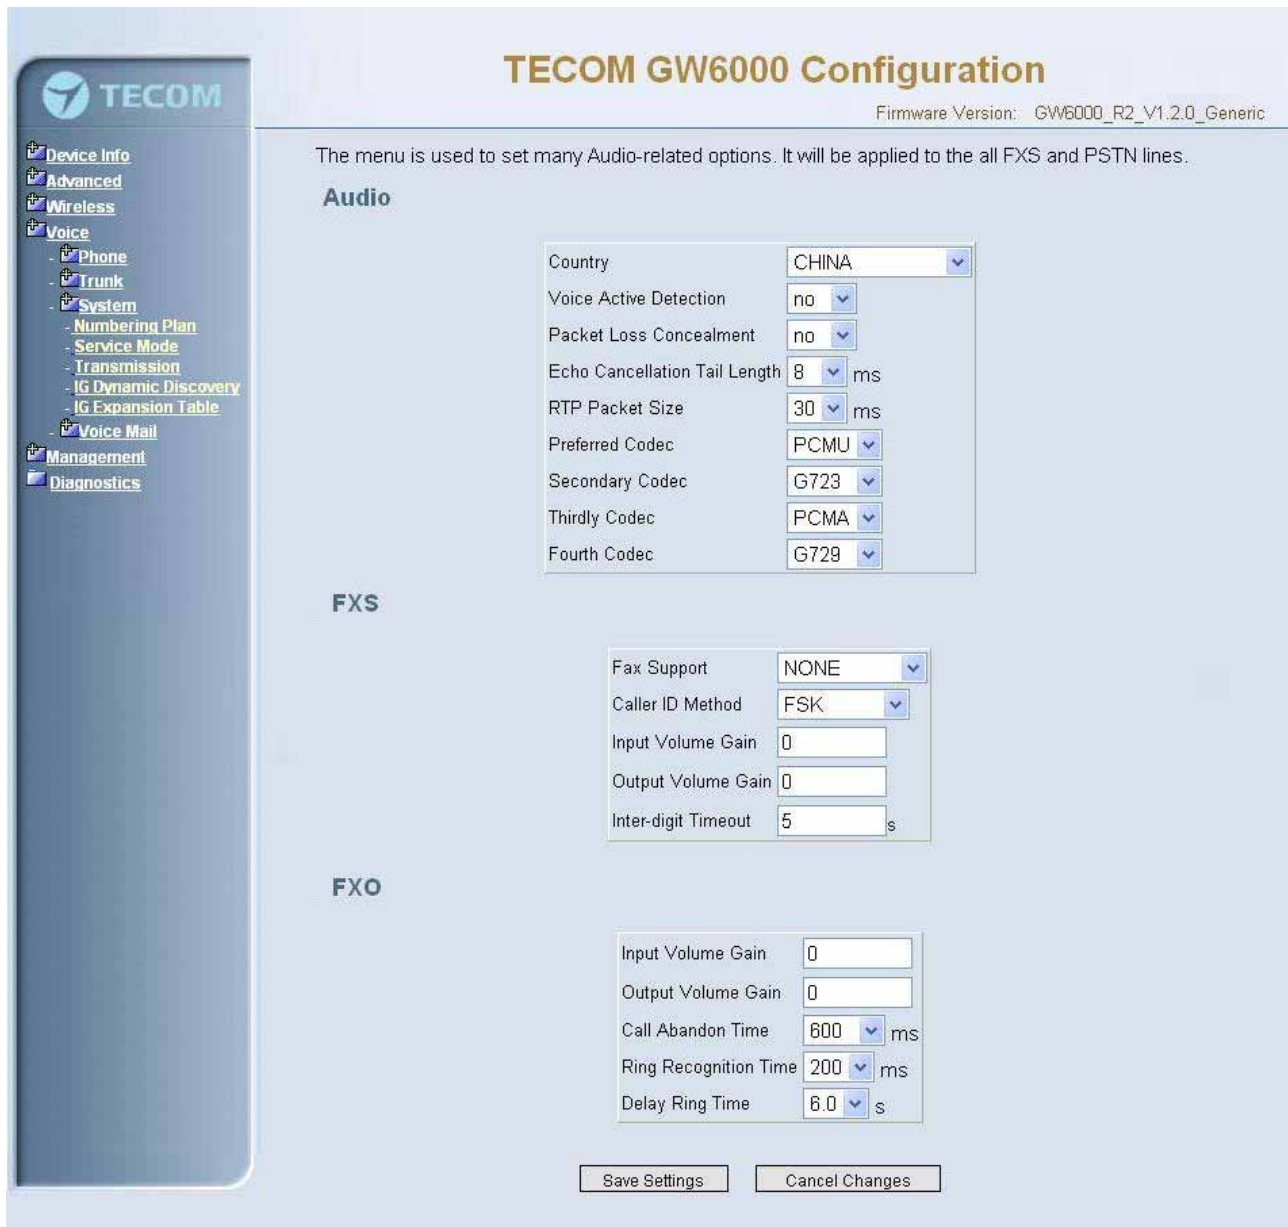 TECOM
TECOM GW6000 Configuration
Firmware Version: GW6000_R2_V1.2.0_Generic
Device Info
Advanced
Wireless
Voice
- Phone
- Trunk
- System
- Numbering Plan
- Service Mode
- Transmission
- IG Dynamic Discovery
- IG Expansion Table
- Voice Mail
Management
Diagnostics
The menu is used to set many Audio-related options. It will be applied to the all FXS and PSTN lines.
Audio
Country CHINA
Voice Active Detection no
Packet Loss Concealment no
Echo Cancellation Tail Length 8 ms
RTP Packet Size 30 ms
Preferred Codec PCMU
Secondary Codec G723
Thirdly Codec PCMA
Fourth Codec G729
FXS
Fax Support NONE
Caller ID Method FSK
Input Volume Gain 0
Output Volume Gain 0
Inter-digit Timeout 5 s
FXO
Input Volume Gain 0
Output Volume Gain 0
Call Abandon Time 600 ms
Ring Recognition Time 200 ms
Delay Ring Time 6.0 s
Save Settings Cancel Changes